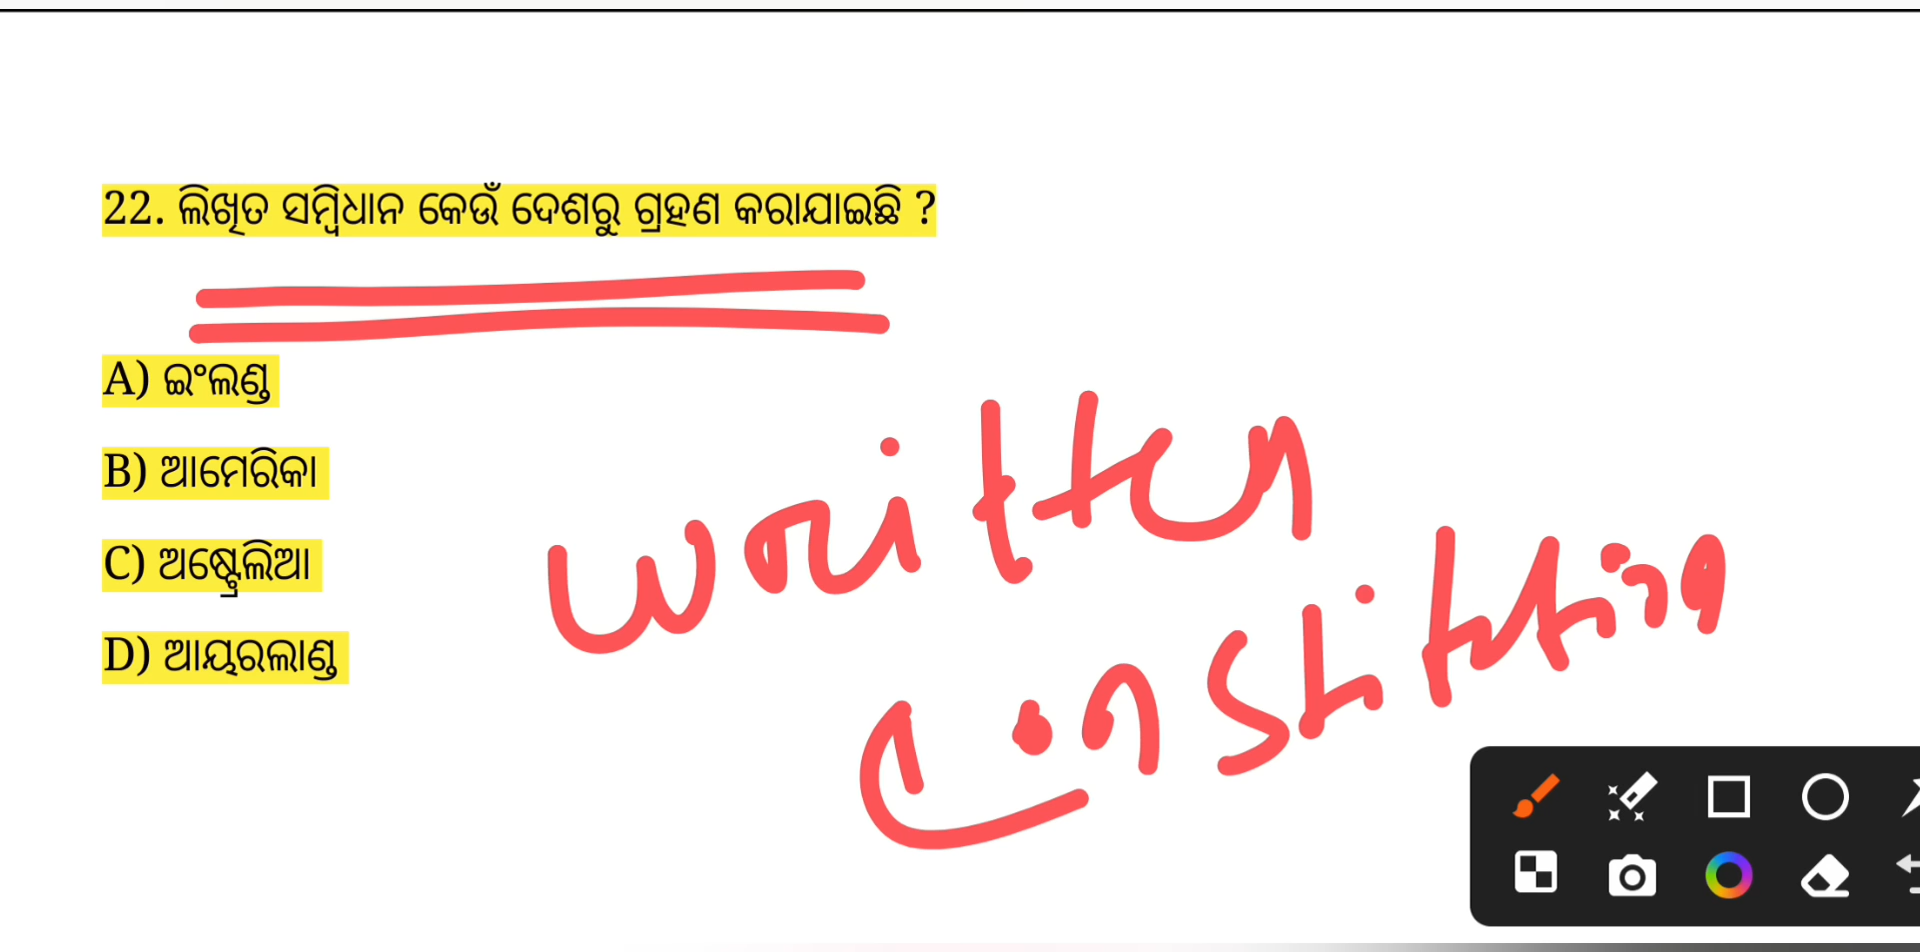 22. ଲିଖିତ ସମ୍ବିଧାନ କେଉଁ ଦେଶରୁ ଗ୍ରହଣ କରାଯାଇଛି ?
A) ଇଂଲଣ୍ଡ
B) ଆମେରିକା
C) ଅଷ୍ଟ୍ରେଲିଆ
D) ଆୟରଲାଣ୍ଡ
written